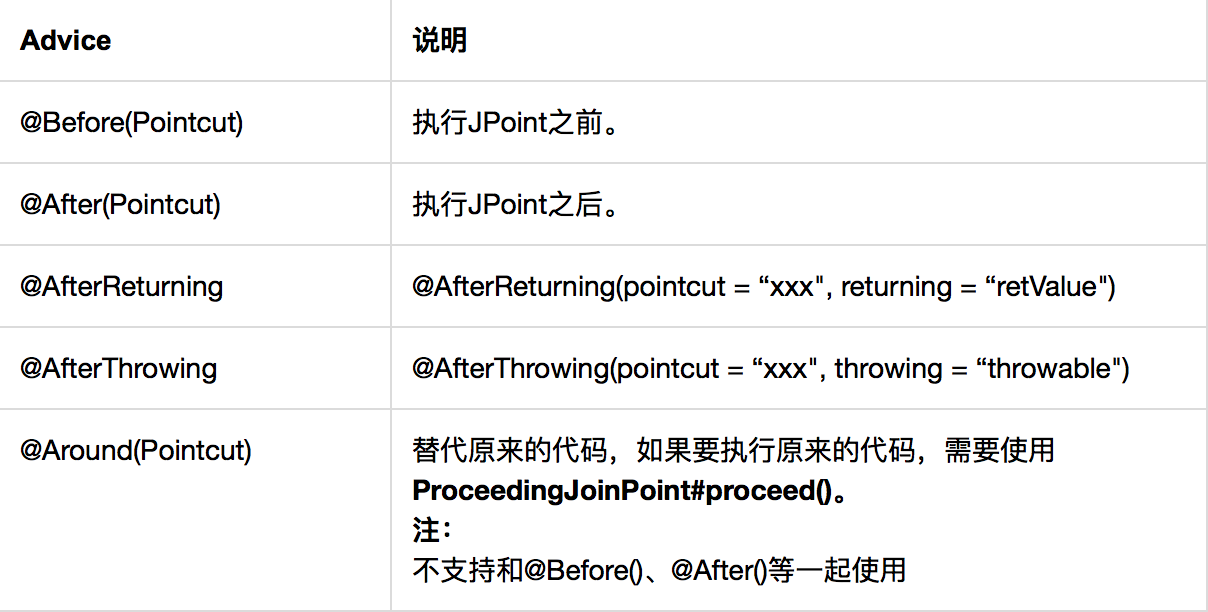 Advice
说明
@Before(Pointcut)
执行JPoint之前。
@After(Pointcut)
执行JPoint之后。
@AfterReturning
@AfterReturning(pointcut = “xxx", returning = “retValue")
@AfterThrowing
@AfterThrowing(pointcut = “xxx", throwing = “throwable")
@Around(Pointcut)
替代原来的代码，如果要执行原来的代码，需要使用
ProceedingJoinPoint#proceed()。
注：
不支持和@Before()、@After()等一起使用